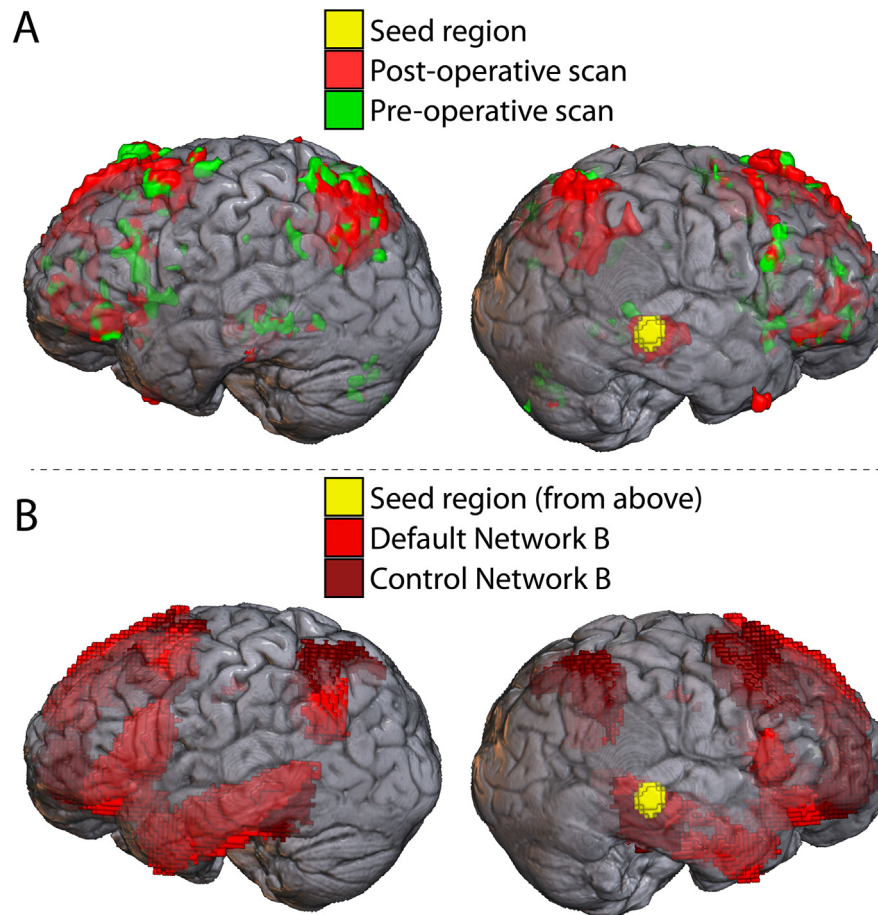 A
Seed region
Post-operative scan
Pre-operative scan
B
Seed region (from above)
Default Network B
Control Network B